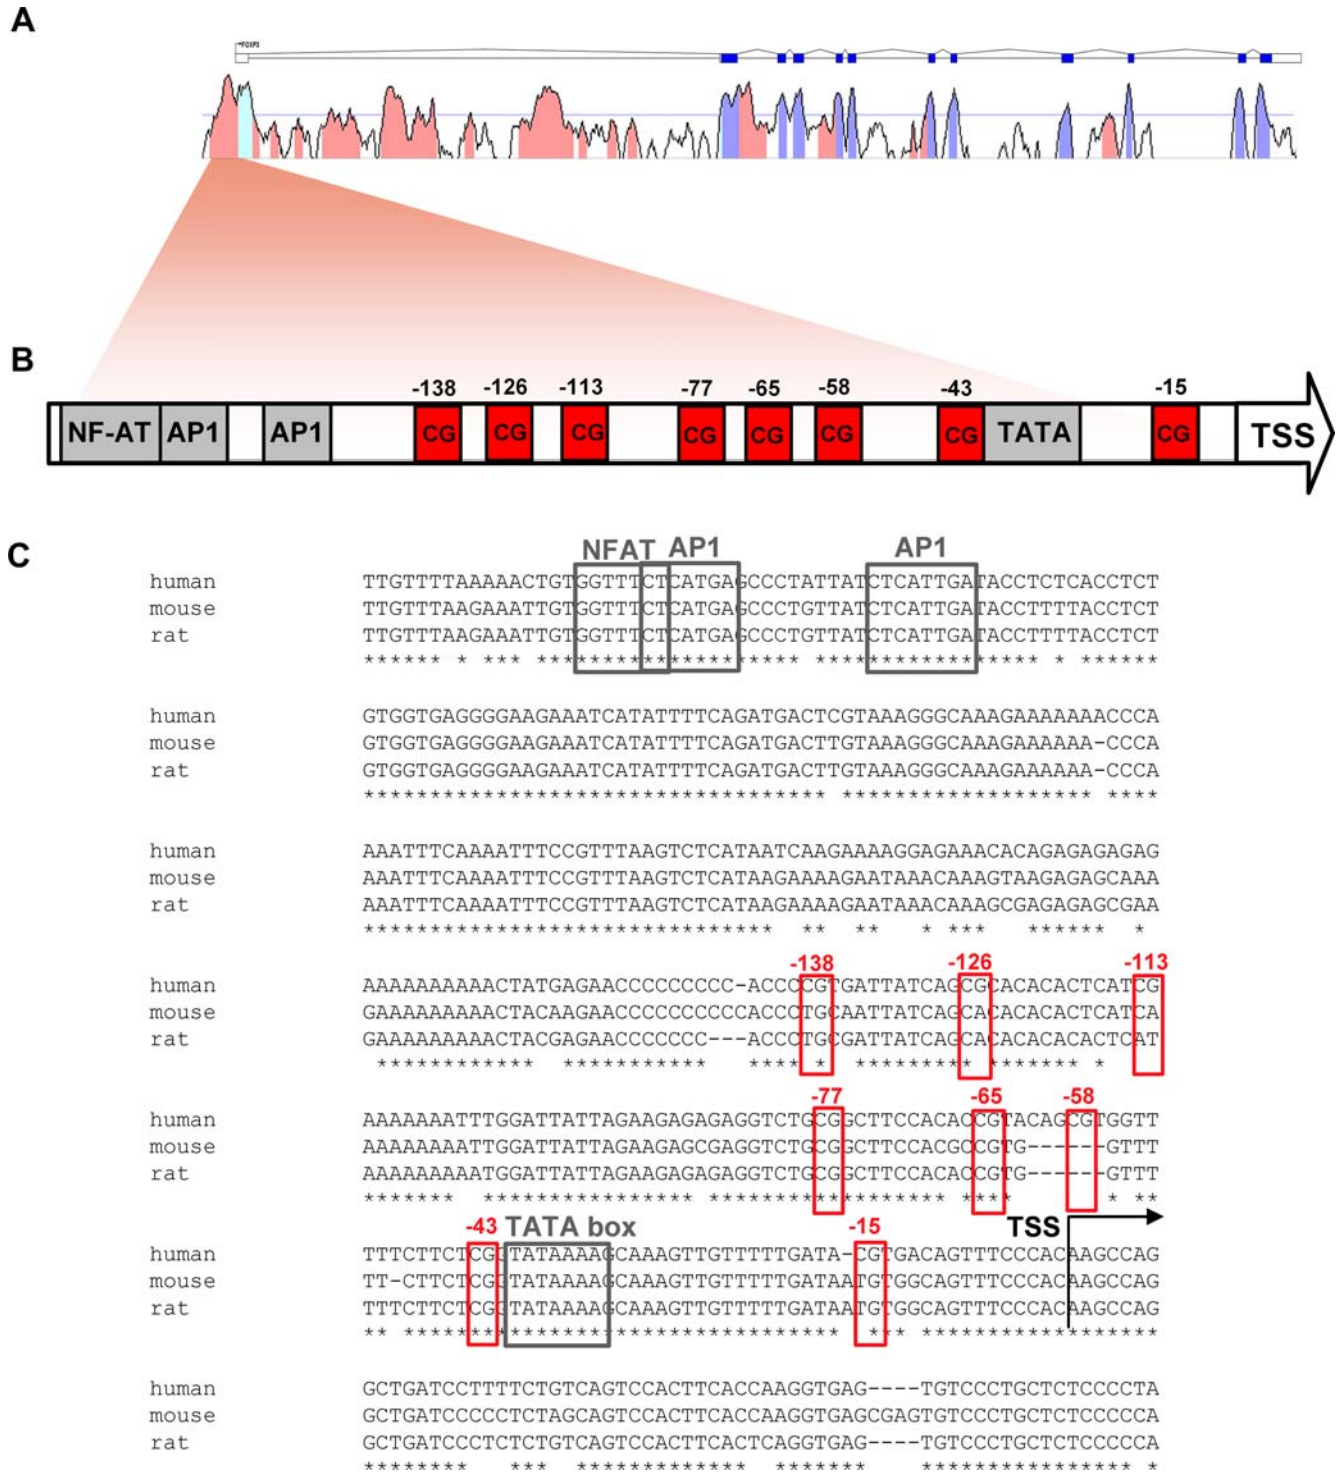 A
FOXP3
B
-138 -126 -113 -77 -65 -58 -43 -15
NF-AT AP1 AP1 CG CG CG CG CG CG CG TATA CG TSS
C
NFAT AP1 AP1
human TTGTTTTAAAAACTGTGGTTTCTCATGAGCCCTATTATCTCATTGATACCTCTCACCTCT
mouse TTGTTTAAGAAATTGTGGTTTCTCATGAGCCCTGTTATCTCATTGATACCTTTTACCTCT
rat TTGTTTAAGAAATTGTGGTTTCTCATGAGCCCTGTTATCTCATTGATACCTTTTACCTCT
****** * *** ******************** ****************** * *******
human GTGGTGAGGGGAAGAAATCATATTTTCAGATGACTCGTAAAGGGCAAAGAAAAAAACCCA
mouse GTGGTGAGGGGAAGAAATCATATTTTCAGATGACTTGTAAAGGGCAAAGAAAAAA-CCCA
rat GTGGTGAGGGGAAGAAATCATATTTTCAGATGACTTGTAAAGGGCAAAGAAAAAA-CCCA
*********************************** ******************* ****
human AAATTTCAAAATTTCCGTTTAAGTCTCATAATCAAGAAAAGGAGAAACACAGAGAGAGAG
mouse AAATTTCAAAATTTCCGTTTAAGTCTCATAAGAAAAGAATAAACAAAGTAAGAGAGCAAA
rat AAATTTCAAAATTTCCGTTTAAGTCTCATAAGAAAAGAATAAACAAAGCGAGAGAGCGAA
******************************* ** ** * *** ****** *
-138 -126 -113
human AAAAAAAAAACTATGAGAACCCCCCCCC-ACCCCGTGATTATCAGCGCACACACTCATCG
mouse GAAAAAAAAACTACAAGAACCCCCCCCCCACCCTGCAATTATCAGCACACACACTCATCA
rat GAAAAAAAAACTACGAGAACCCCCCC---ACCCTGCGATTATCAGCACACACACACTCAT
************ *********** **** * ********* ******* *
-77 -65 -58
human AAAAAAATTTGGATTATTAGAAGAGAGAGGTCTGCGGCTTCCACACCGTACAGCGTGGTT
mouse AAAAAAAATTGGATTATTAGAAGAGCGAGGTCTGCGGCTTCCACGCCGTG------GTTT
rat AAAAAAAAATGGATTATTAGAAGAGAGAGGTCTGCGGCTTCCACACCGTG------GTTT
******* **************** ****************** **** * **
-43 TATA box -15 TSS
human TTTCTTCTCGGTATAAAAGCAAAGTTGTTTTTGATA-CGTGACAGTTTCCCACAAGCCAG
mouse TT-CTTCTCGGTATAAAAGCAAAGTTGTTTTTGATAATGTGGCAGTTTCCCACAAGCCAG
rat TTTCTTCTCGGTATAAAAGCAAAGTTGTTTTTGATAATGTGGCAGTTTCCCACAAGCCAG
** ********************************* *** ******************
human GCTGATCCTTTTCTGTCAGTCCACTTCACCAAGGTGAG----TGTCCCTGCTCTCCCCTA
mouse GCTGATCCCCCTCTAGCAGTCCACTTCACCAAGGTGAGCGAGTGTCCCTGCTCTCCCCCA
rat GCTGATCCCTCTCTGTCAGTCCACTTCACTCAGGTGAG----TGTCCCTGCTCTCCCCCA
******** *** ************* ******* **************** *